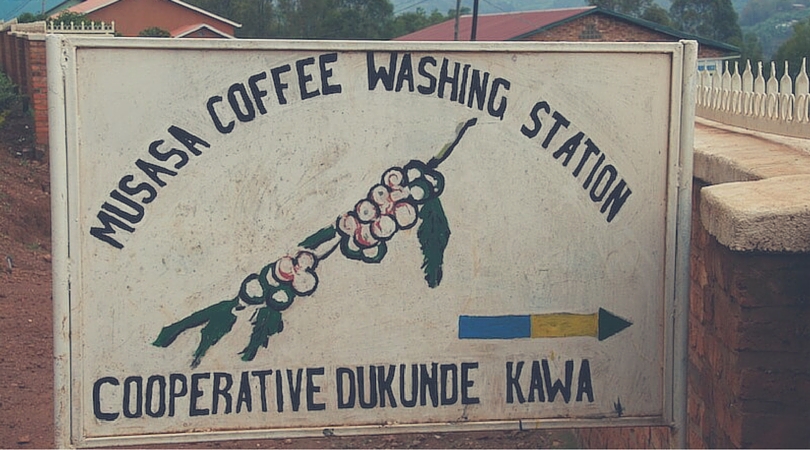 MUSASA COFFEE WASHING STATION
COOPERATIVE DUKUNDE KAWA